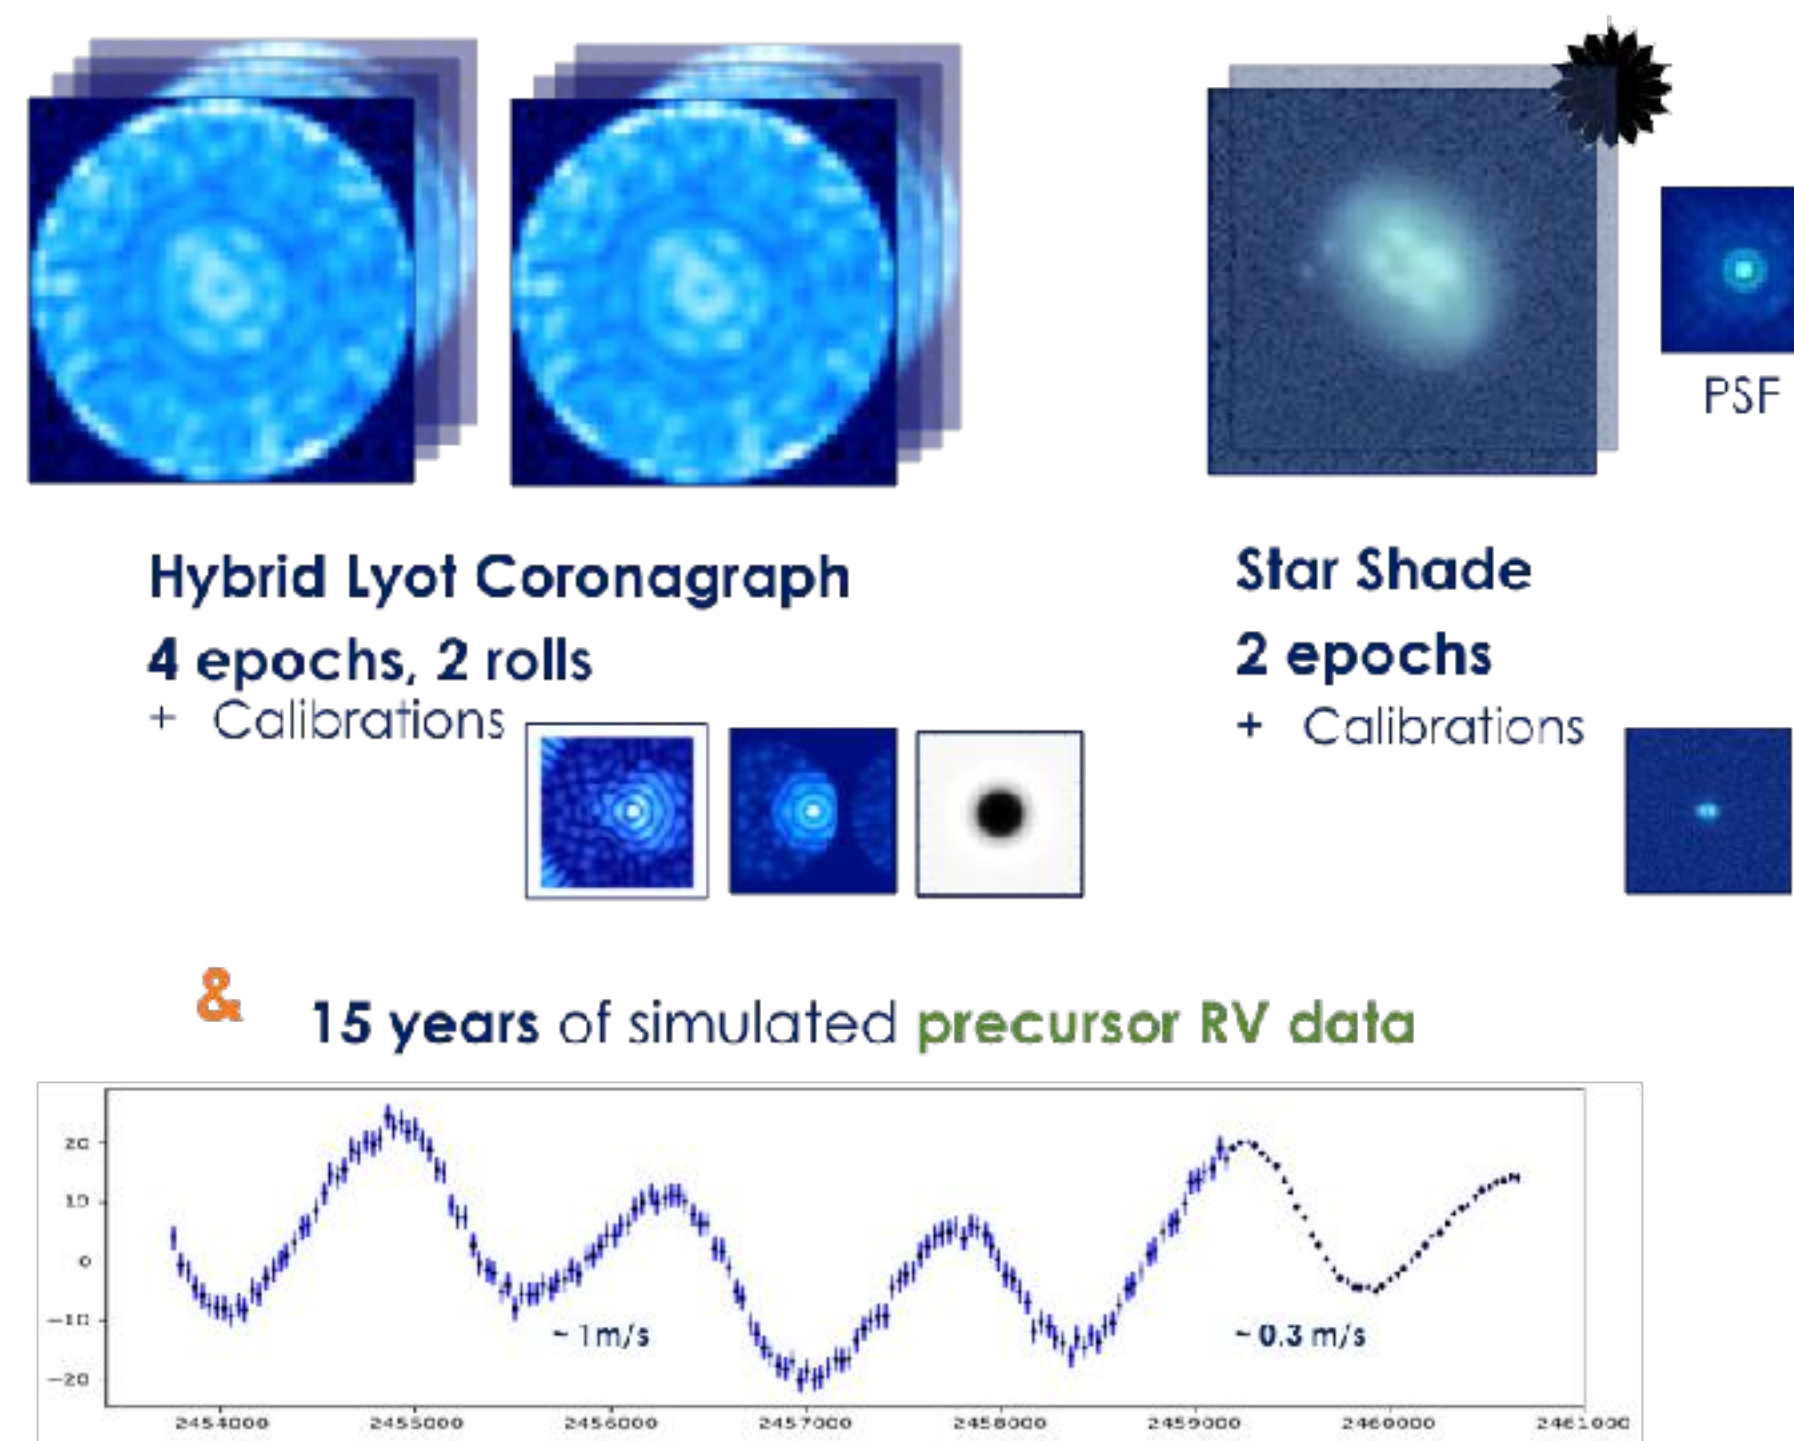 PSF
Hybrid Lyot Coronagraph
4 epochs, 2 rolls
+ Calibrations
Star Shade
2 epochs
+ Calibrations
& 15 years of simulated precursor RV data
20
10
0
−10
−20
~ 1m/s
~ 0.3 m/s
2454000 2455000 2456000 2457000 2458000 2459000 2460000 2461000